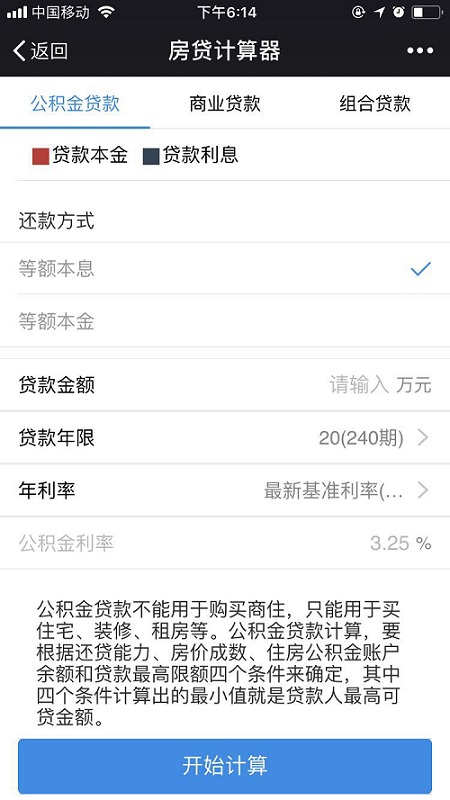 中国移动 下午6:14
返回 房贷计算器
公积金贷款 商业贷款 组合贷款
贷款本金 贷款利息
还款方式
等额本息
等额本金
贷款金额 请输入 万元
贷款年限 20(240期)
年利率 最新基准利率(...
公积金利率 3.25 %
公积金贷款不能用于购买商住，只能用于买
住宅、装修、租房等。公积金贷款计算，要
根据还贷能力、房价成数、住房公积金账户
余额和贷款最高限额四个条件来确定，其中
四个条件计算出的最小值就是贷款人最高可
贷金额。
开始计算